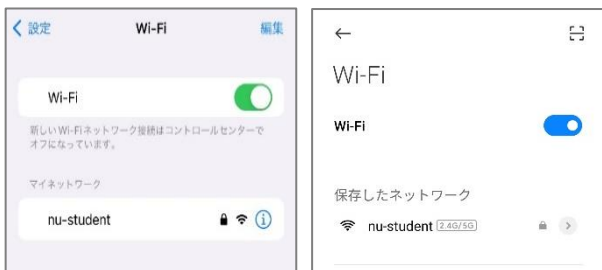 設定
Wi-Fi
編集
Wi-Fi
新しいWi-Fiネットワーク接続はコントロールセンターで
オフになっています。
マイネットワーク
nu-student
Wi-Fi
Wi-Fi
保存したネットワーク
nu-student 2.4G/5G